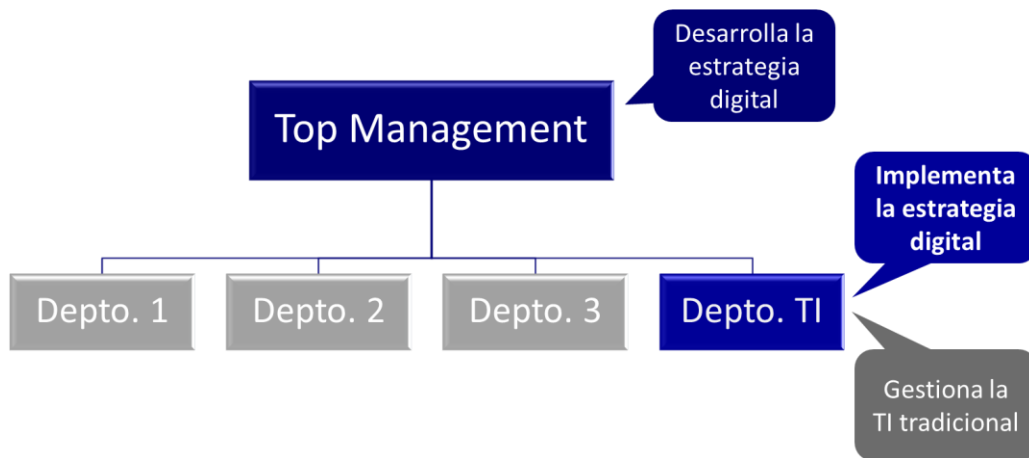 Desarrolla la
estrategia
digital
Top Management
Implementa
la estrategia
digital
Depto. 1
Depto. 2
Depto. 3
Depto. TI
Gestiona la
TI tradicional